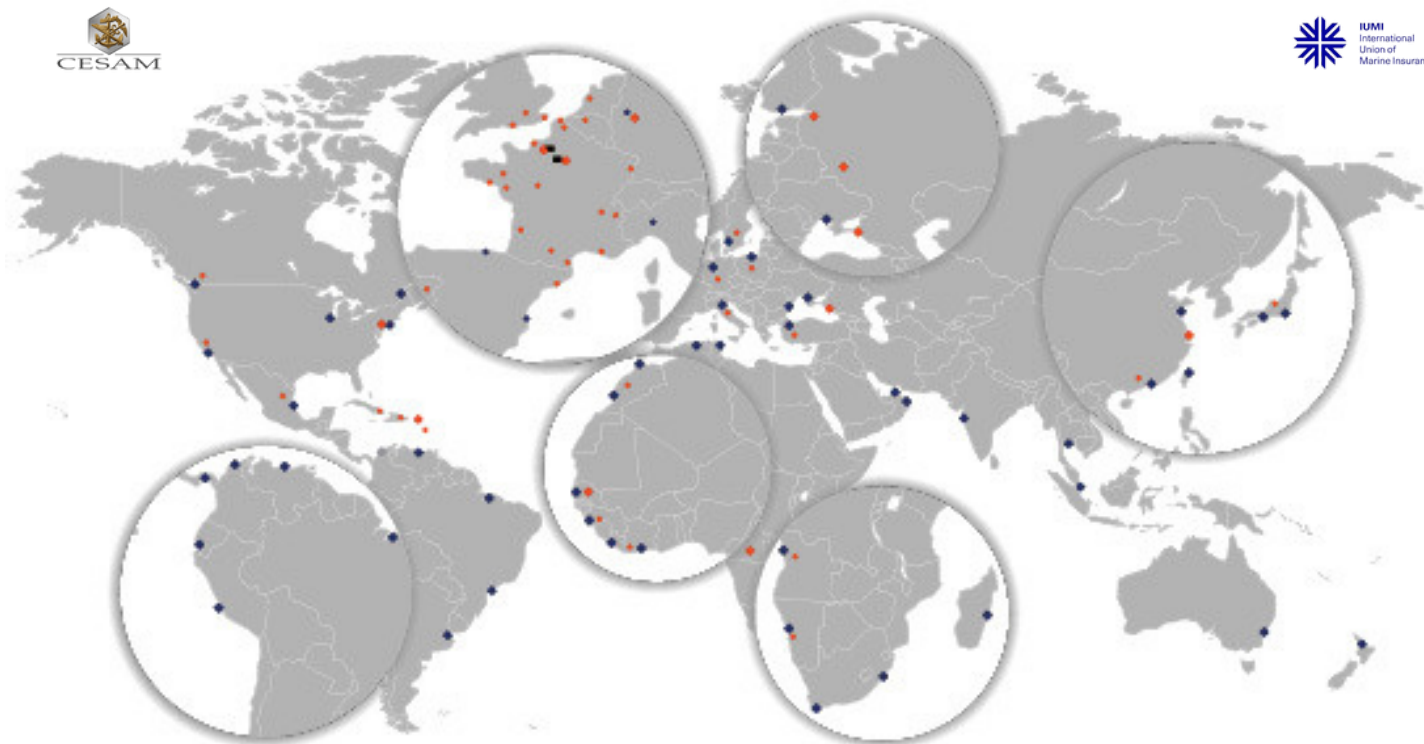 CESAM
IUMI
International
Union of
Marine Insuran